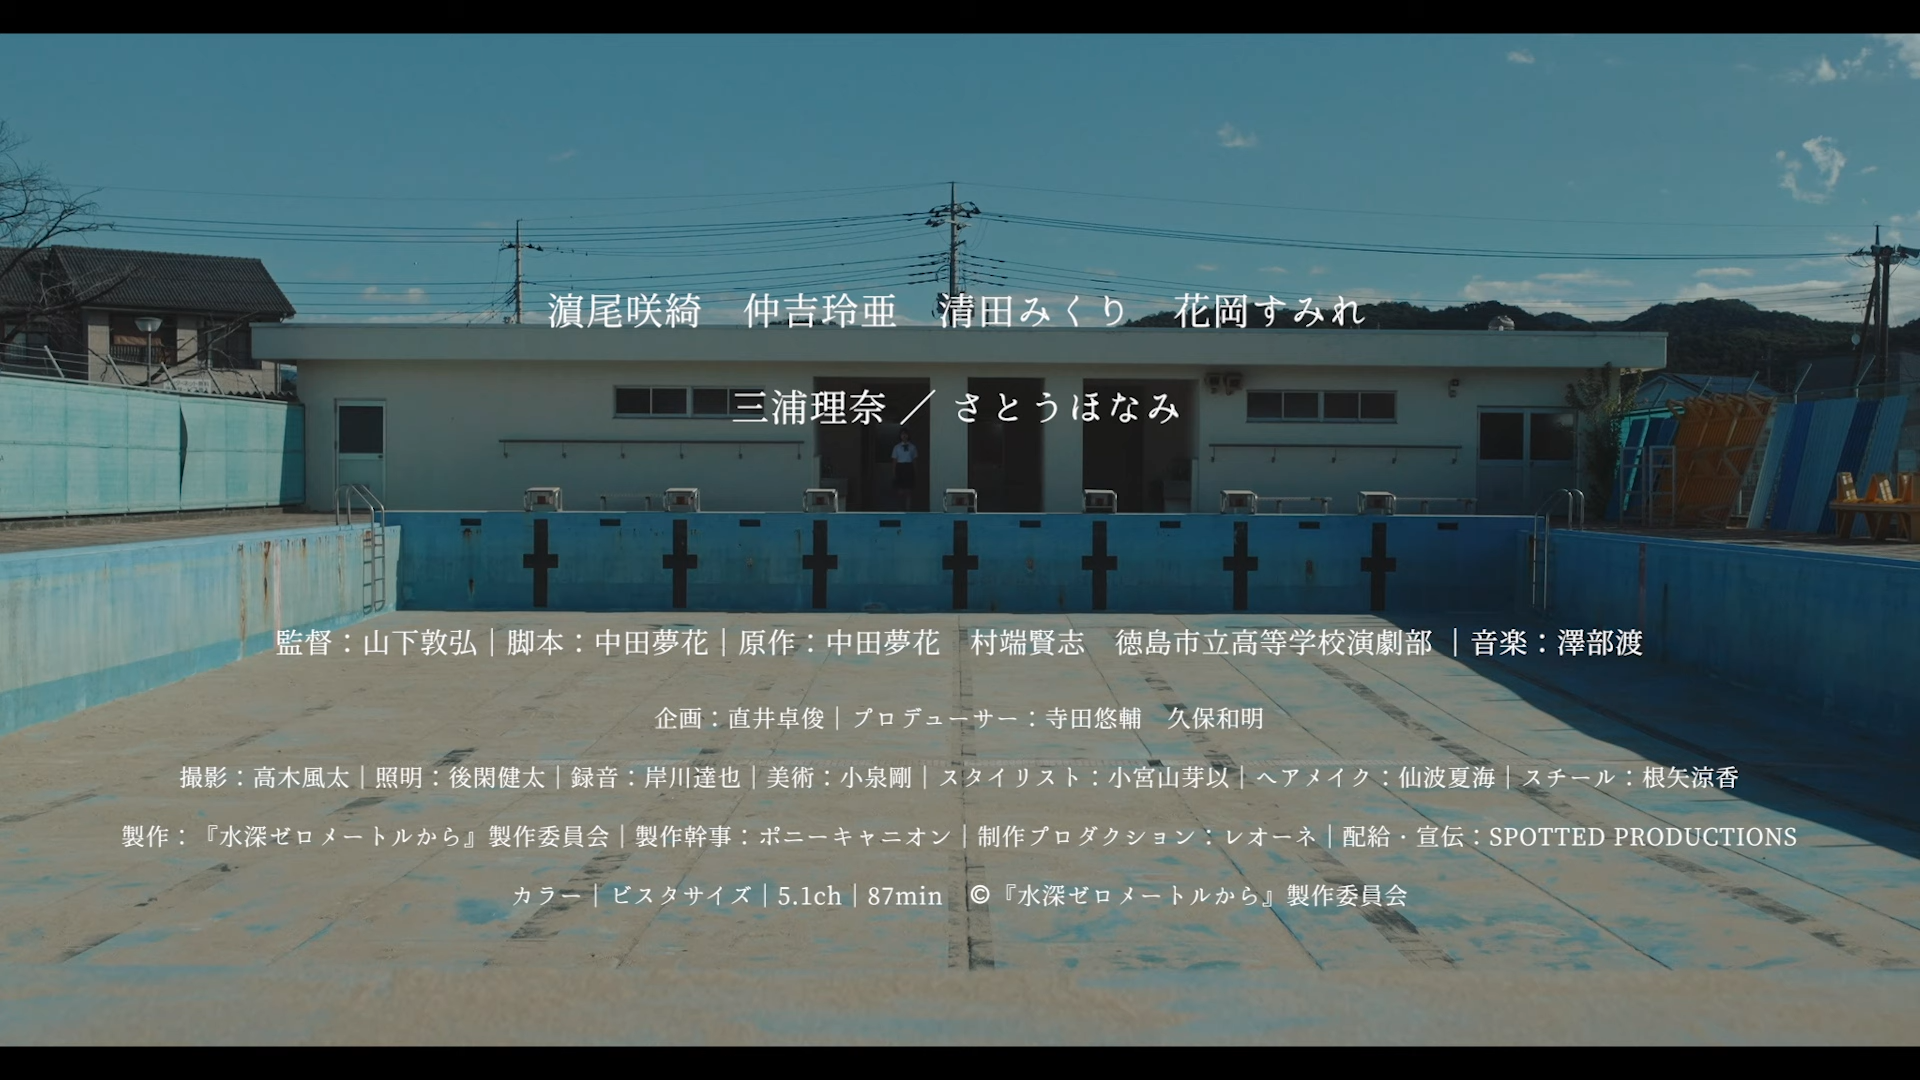 濵尾咲綺　仲吉玲亜　清田みくり　花岡すみれ
三浦理奈 ／ さとうほなみ
監督：山下敦弘｜脚本：中田夢花｜原作：中田夢花　村端賢志　徳島市立高等学校演劇部 ｜音楽：澤部渡
企画：直井卓俊｜プロデューサー：寺田悠輔　久保和明
撮影：高木風太｜照明：後閑健太｜録音：岸川達也｜美術：小泉剛｜スタイリスト：小宮山芽以｜ヘアメイク：仙波夏海｜スチール：根矢涼香
製作：『水深ゼロメートルから』製作委員会｜製作幹事：ポニーキャニオン｜制作プロダクション：レオーネ｜配給・宣伝：SPOTTED PRODUCTIONS
カラー｜ビスタサイズ｜5.1ch｜87min　©『水深ゼロメートルから』製作委員会